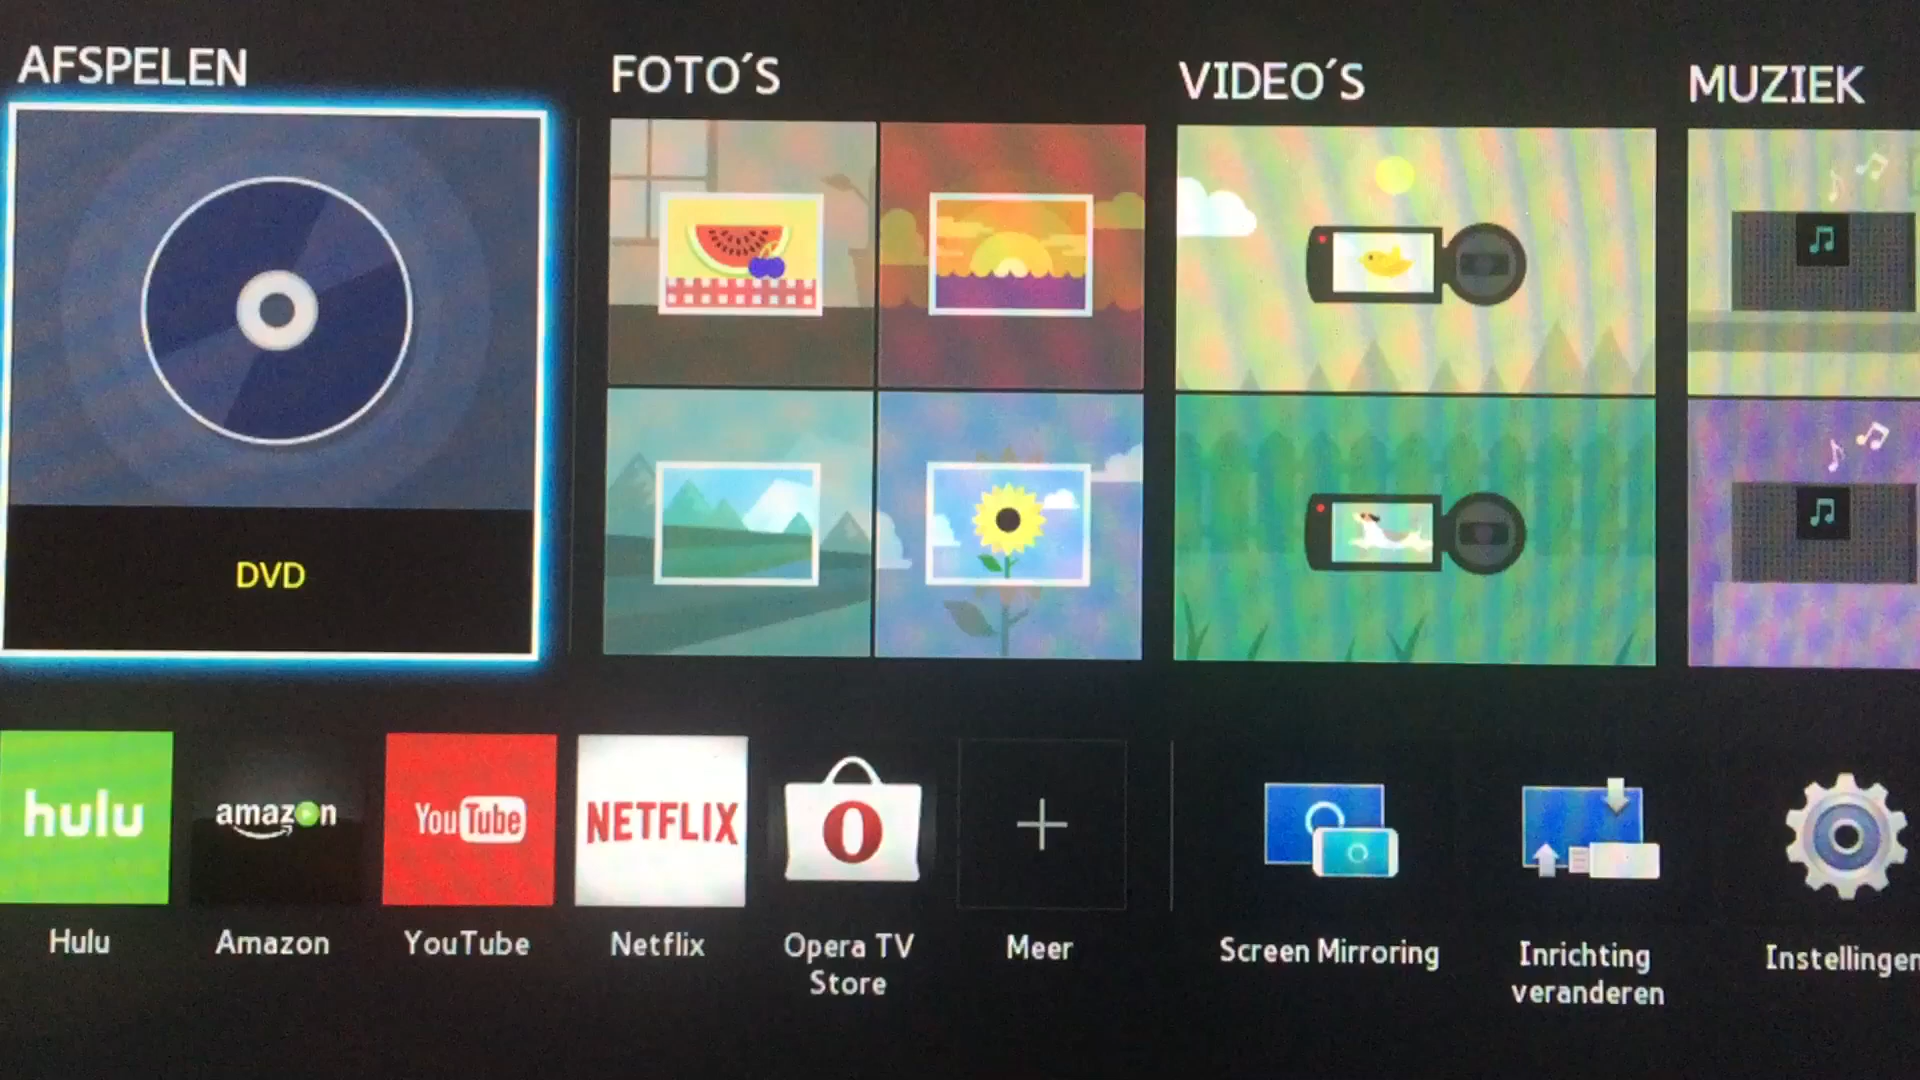 AFSPELEN
FOTO´S
VIDEO´S
MUZIEK
DVD
hulu
amazon
YouTube
NETFLIX
Hulu
Amazon
YouTube
Netflix
Opera TV
Store
Meer
Screen Mirroring
Inrichting
veranderen
Instellingen